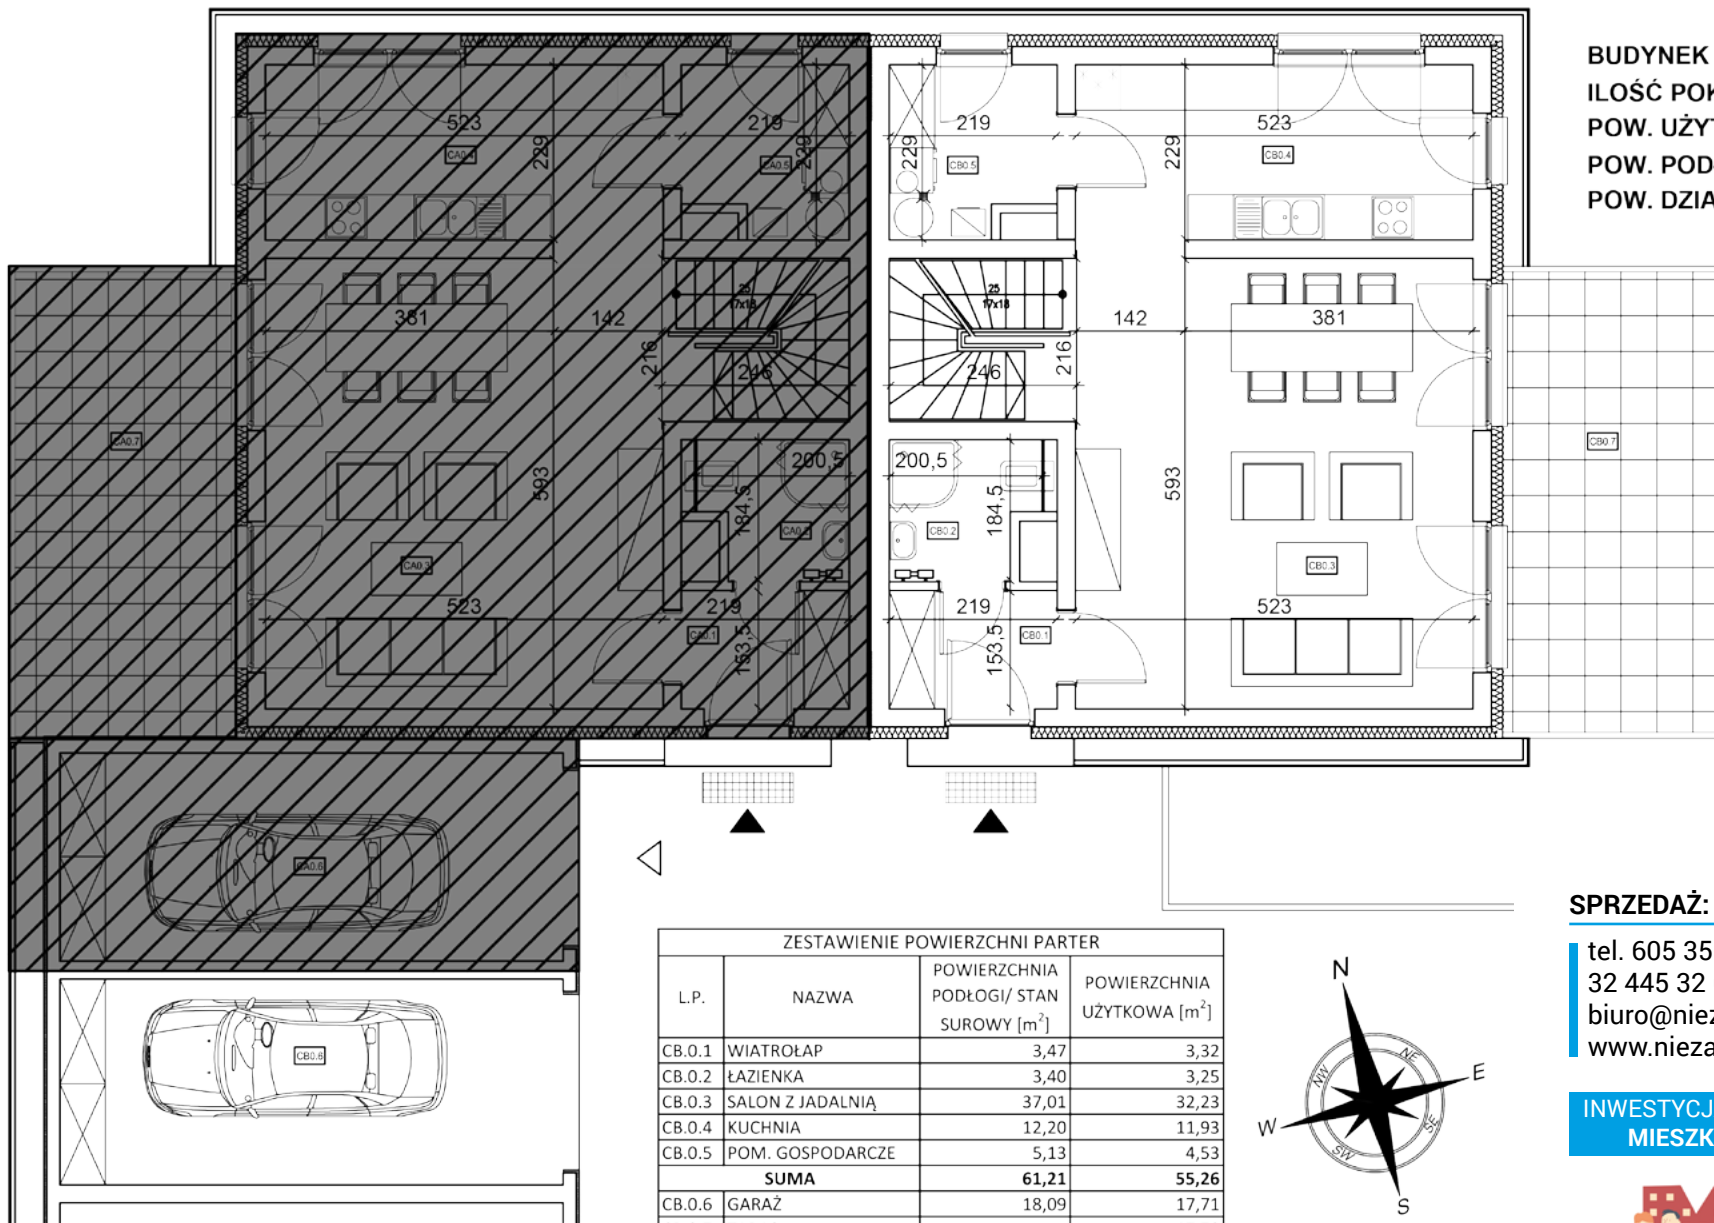 BUDYNEK
ILOŚĆ POK
POW. UŻYT
POW. POD
POW. DZIA
523
219
229
229
CA0.4
CA0.5
219
523
229
229
CB0.5
CB0.4
25
17x18
25
17x18
381
142
216
246
142
381
216
246
CA0.7
CB0.7
593
200,5
184,5
CA0.2
CA0.3
200,5
184,5
CB0.2
593
CB0.3
523
219
CA0.1
153,5
219
CB0.1
153,5
523
CA0.6
CB0.6
ZESTAWIENIE POWIERZCHNI PARTER
L.P. NAZWA POWIERZCHNIA PODŁOGI/ STAN SUROWY [m²] POWIERZCHNIA UŻYTKOWA [m²]
CB.0.1 WIATROŁAP 3,47 3,32
CB.0.2 ŁAZIENKA 3,40 3,25
CB.0.3 SALON Z JADALNIĄ 37,01 32,23
CB.0.4 KUCHNIA 12,20 11,93
CB.0.5 POM. GOSPODARCZE 5,13 4,53
SUMA 61,21 55,26
CB.0.6 GARAŻ 18,09 17,71
N
NE
E
SE
S
SW
W
NW
SPRZEDAŻ:
tel. 605 35
32 445 32
biuro@niez
www.nieza
INWESTYCJ
MIESZK